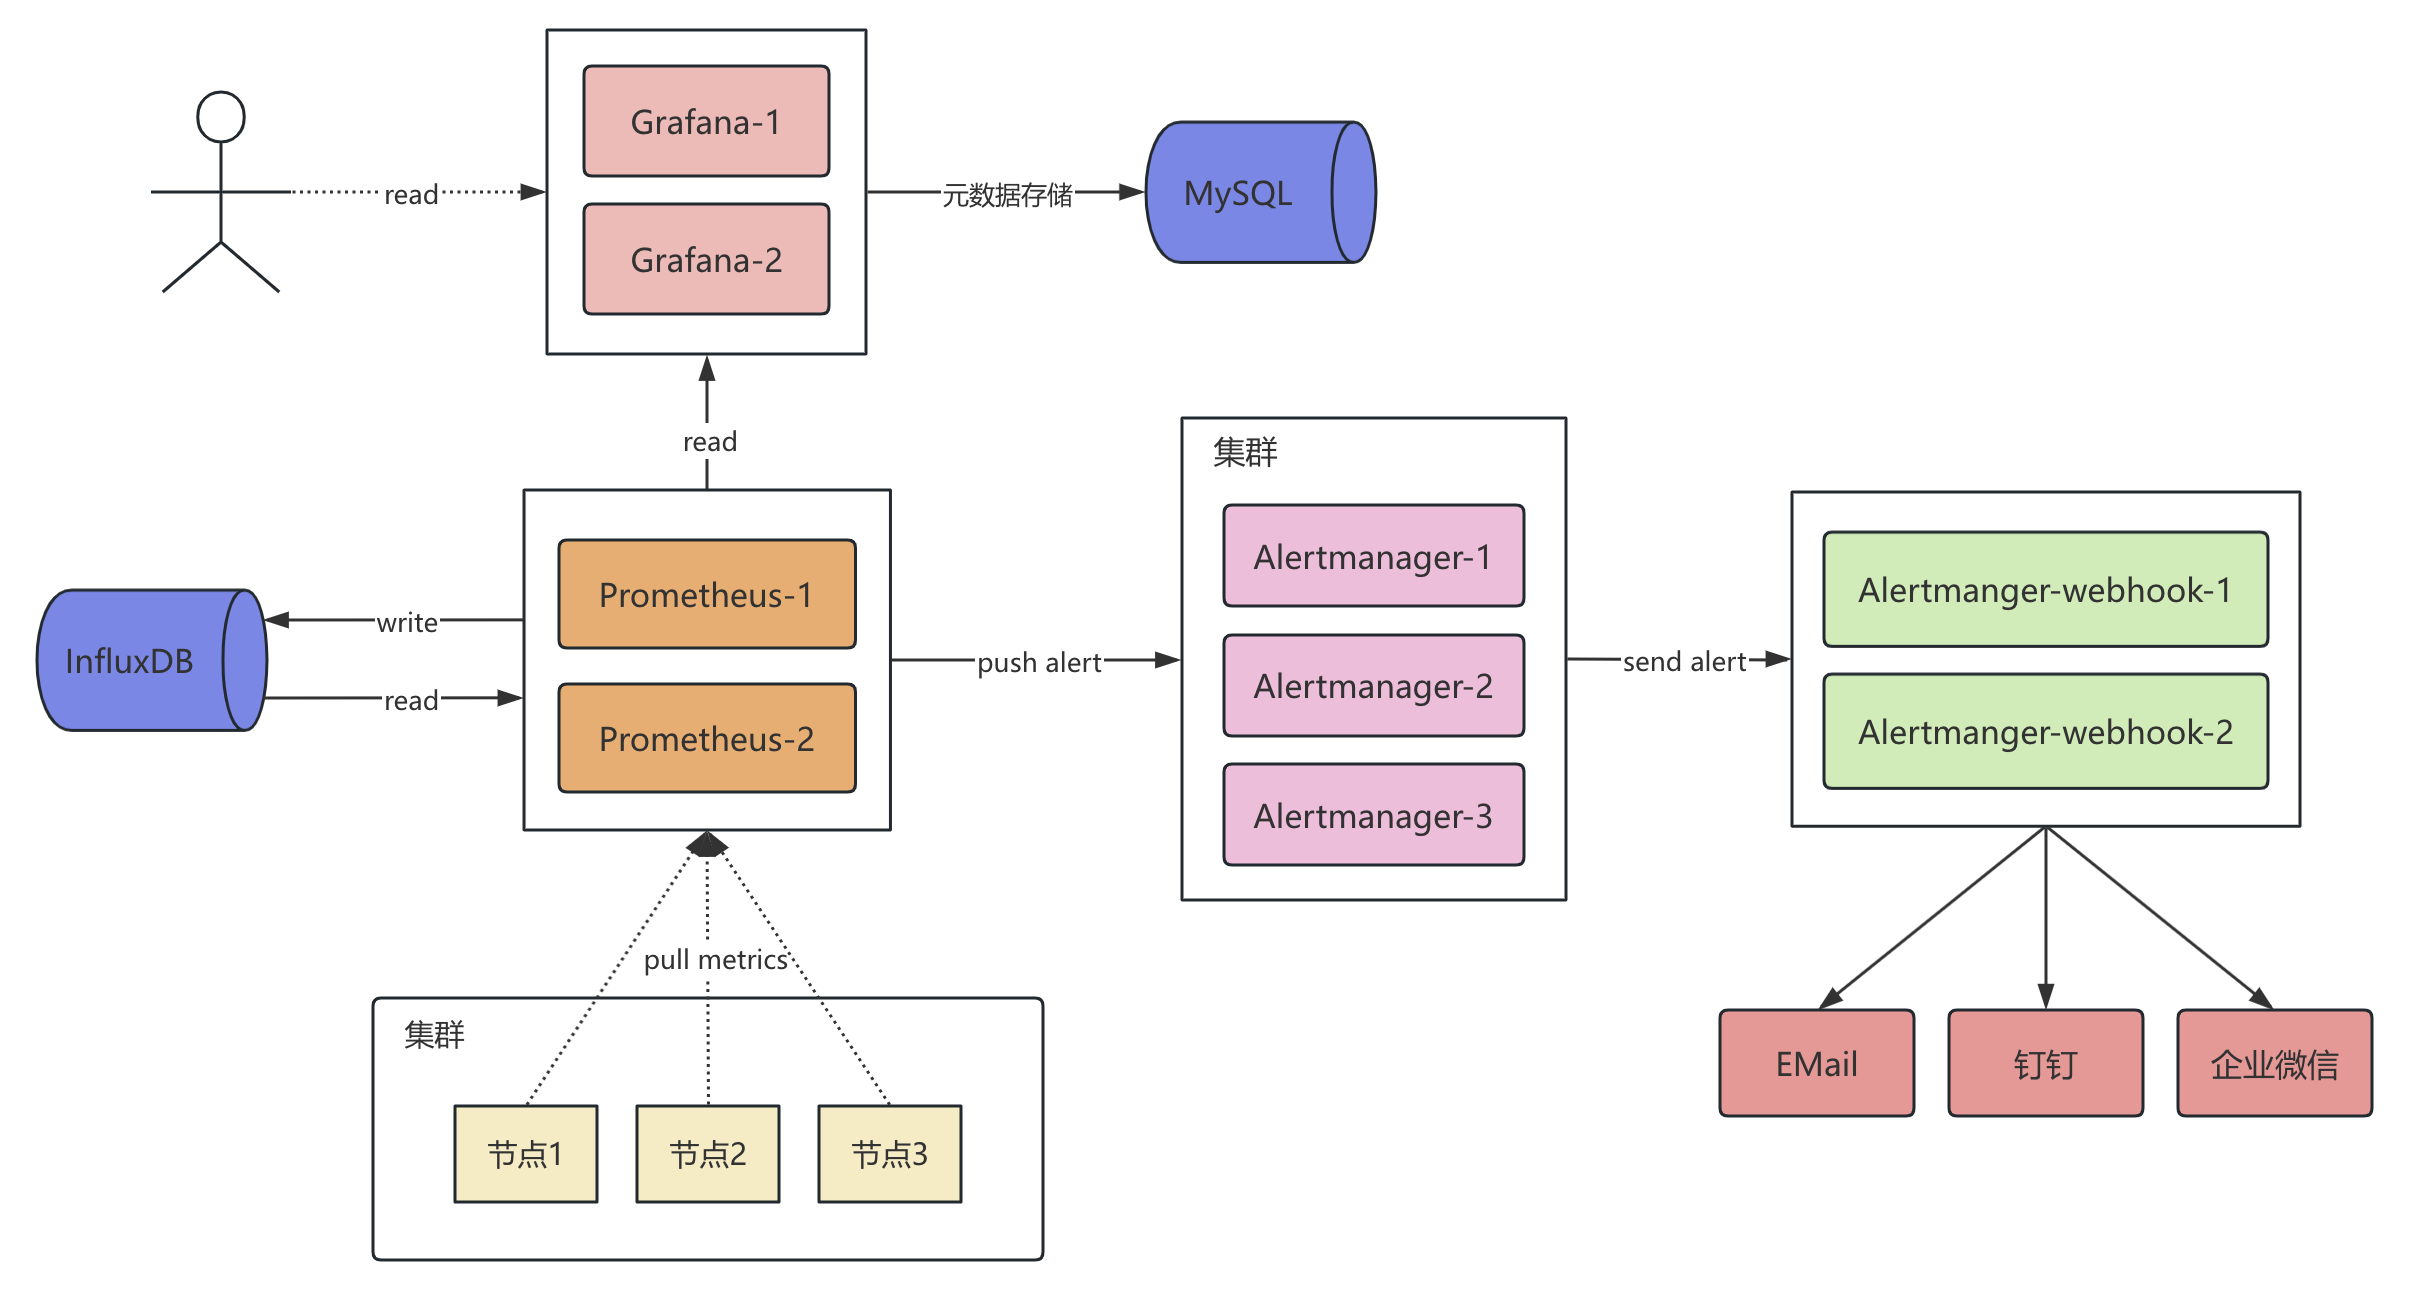 Grafana-1
Grafana-2
read
元数据存储
MySQL
read
集群
Alertmanager-1
Alertmanager-2
Alertmanager-3
Prometheus-1
Prometheus-2
InfluxDB
write
read
push alert
send alert
Alertmanger-webhook-1
Alertmanger-webhook-2
pull metrics
集群
节点1
节点2
节点3
EMail
钉钉
企业微信